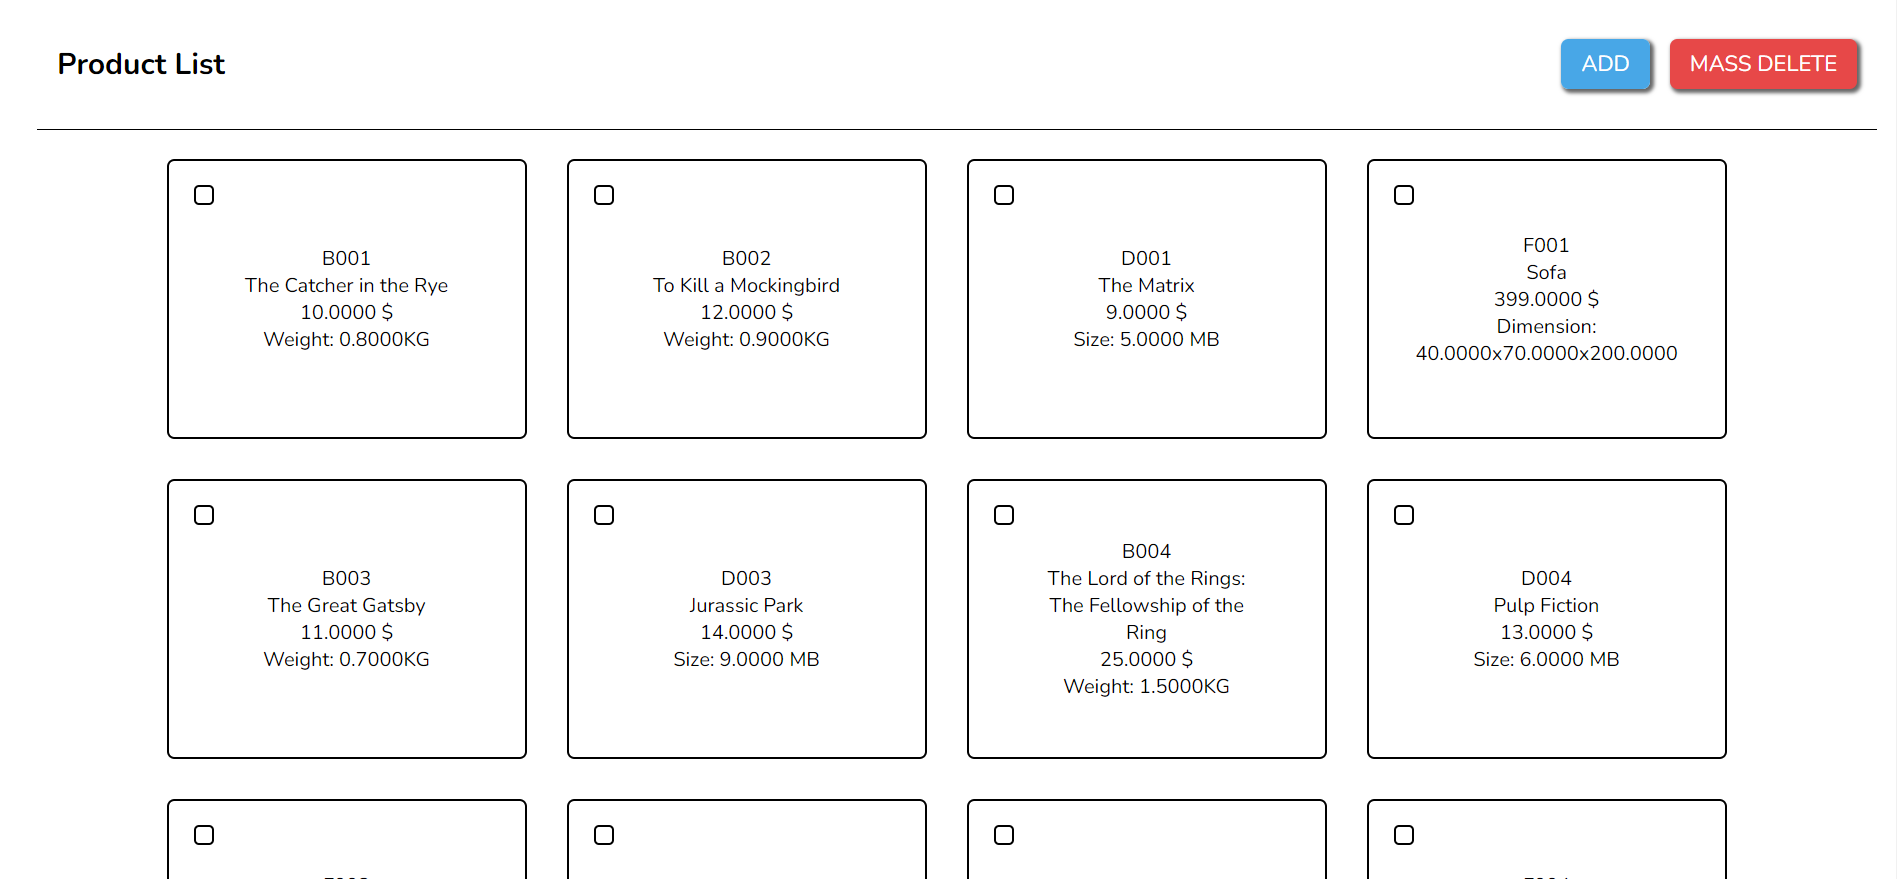 Product List
ADD
MASS DELETE
B001
The Catcher in the Rye
10.0000 $
Weight: 0.8000KG
B002
To Kill a Mockingbird
12.0000 $
Weight: 0.9000KG
D001
The Matrix
9.0000 $
Size: 5.0000 MB
F001
Sofa
399.0000 $
Dimension:
40.0000x70.0000x200.0000
B003
The Great Gatsby
11.0000 $
Weight: 0.7000KG
D003
Jurassic Park
14.0000 $
Size: 9.0000 MB
B004
The Lord of the Rings:
The Fellowship of the
Ring
25.0000 $
Weight: 1.5000KG
D004
Pulp Fiction
13.0000 $
Size: 6.0000 MB